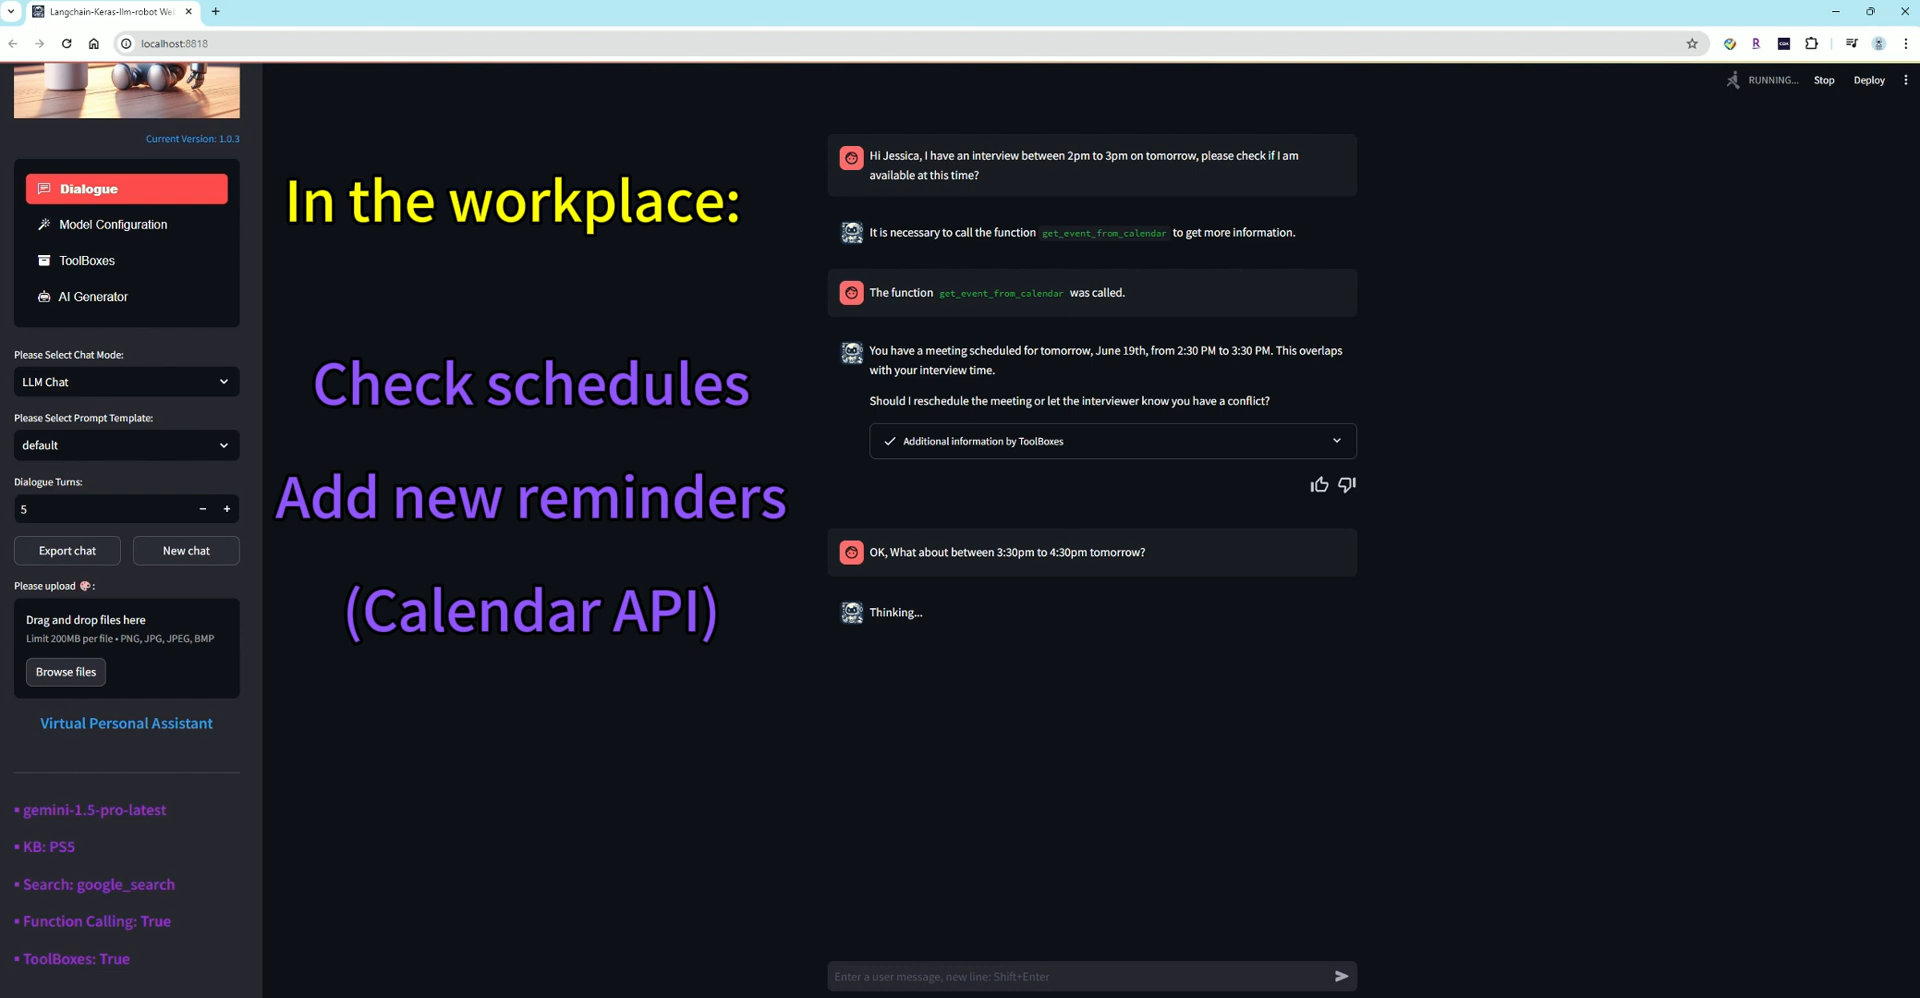 Langchain-Keras-llm-robot We
localhost:8818
RUNNING...
Stop
Deploy
Current Version: 1.0.3
Dialogue
Model Configuration
ToolBoxes
AI Generator
Please Select Chat Mode:
LLM Chat
Please Select Prompt Template:
default
Dialogue Turns:
5
Export chat
New chat
Please upload 🎨:
Drag and drop files here
Limit 200MB per file • PNG, JPG, JPEG, BMP
Browse files
Virtual Personal Assistant
▪ gemini-1.5-pro-latest
▪ KB: PS5
▪ Search: google_search
▪ Function Calling: True
▪ ToolBoxes: True
In the workplace:
Check schedules
Add new reminders
(Calendar API)
Hi Jessica, I have an interview between 2pm to 3pm on tomorrow, please check if I am
available at this time?
It is necessary to call the function get_event_from_calendar to get more information.
The function get_event_from_calendar was called.
You have a meeting scheduled for tomorrow, June 19th, from 2:30 PM to 3:30 PM. This overlaps
with your interview time.
Should I reschedule the meeting or let the interviewer know you have a conflict?
Additional information by ToolBoxes
OK, What about between 3:30pm to 4:30pm tomorrow?
Thinking...
Enter a user message, new line: Shift+Enter